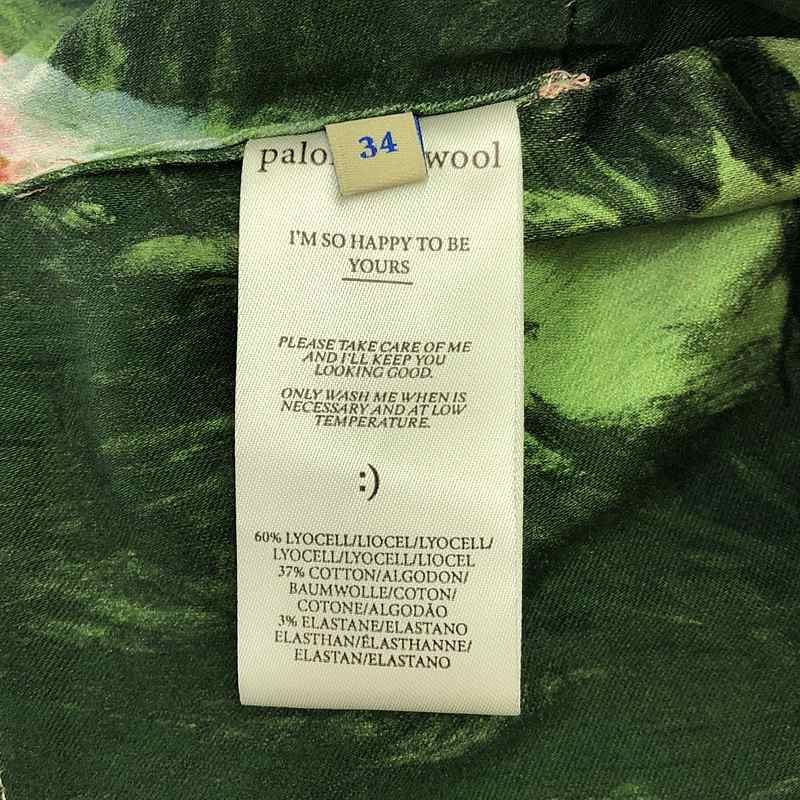 34
palo wool
I'M SO HAPPY TO BE
YOURS
PLEASE TAKE CARE OF ME
AND I'LL KEEP YOU
LOOKING GOOD.
ONLY WASH ME WHEN IS
NECESSARY AND AT LOW
TEMPERATURE.
:)
60% LYOCELL/LIOCEL/LYOCELL/
LYOCELL/LYOCELL/LIOCEL
37% COTTON/ALGODON/
BAUMWOLLE/COTON/
COTONE/ALGODÃO
3% ELASTANE/ELASTANO
ELASTHAN/ÉLASTHANNE/
ELASTAN/ELASTANO